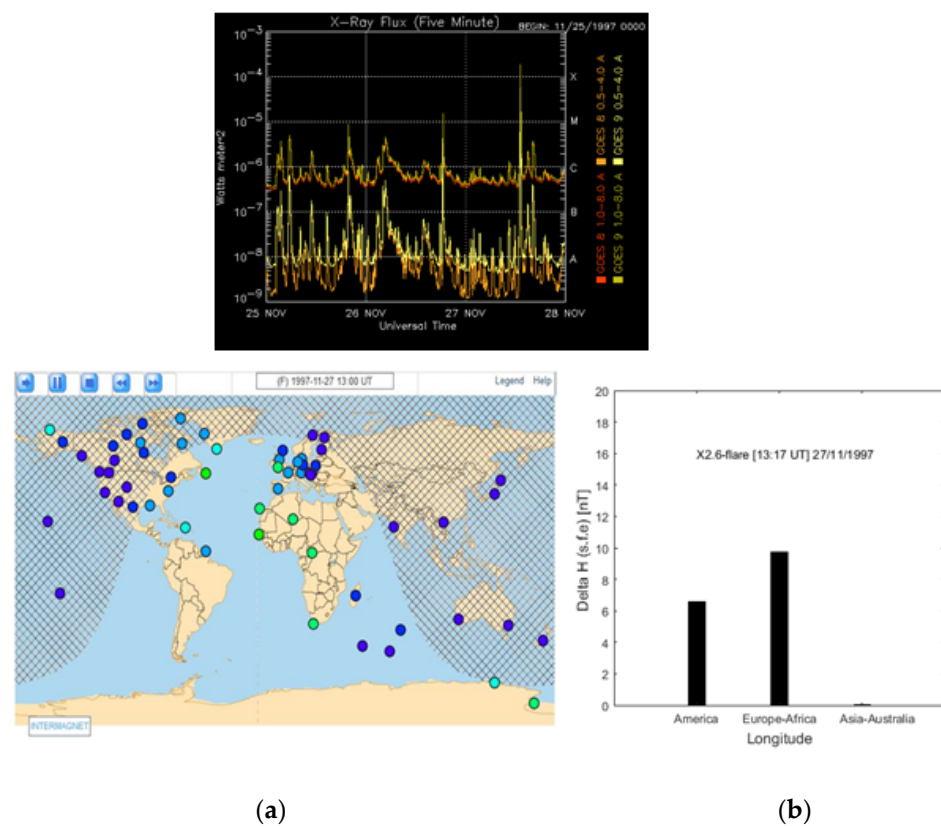 X-Ray Flux (Five Minute)
BEGIN: 11/25/1997 0000
10^-3
10^-4
10^-5
10^-6
10^-7
10^-8
10^-9
Watts meter^2
X
M
C
B
A
25 NOV
26 NOV
27 NOV
28 NOV
Universal Time
GOES 8 0.5-4.0 A
GOES 9 0.5-4.0 A
GOES 8 1.0-8.0 A
GOES 9 1.0-8.0 A
(F) 1997-11-27 13:00 UT
Legend
Help
INTERMAGNET
20
18
16
14
12
10
8
6
4
2
0
Delta H (s.f.e) [nT]
X2.6-flare [13:17 UT] 27/11/1997
America
Europe-Africa
Asia-Australia
Longitude
(a)
(b)